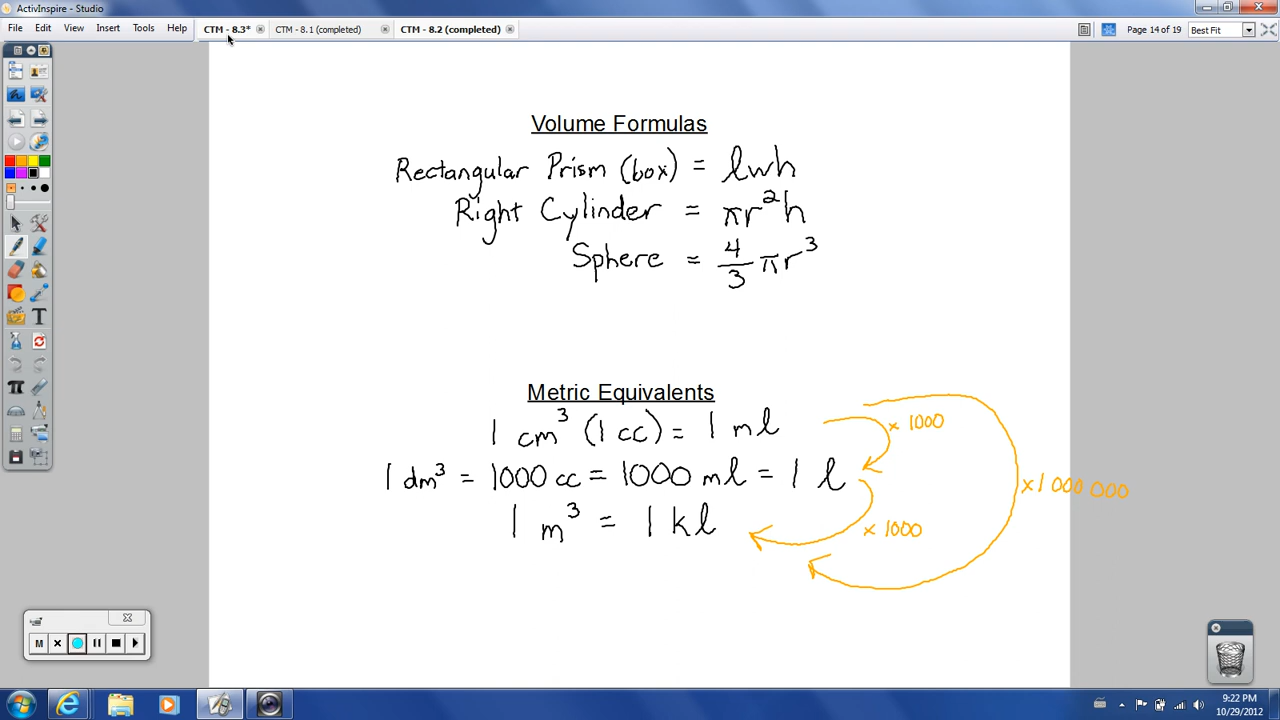 ActivInspire - Studio
File Edit View Insert Tools Help
CTM - 8.3* CTM - 8.1 (completed) CTM - 8.2 (completed)
Page 14 of 19 Best Fit
Volume Formulas
Rectangular Prism (box) = lwh
Right Cylinder = πr²h
Sphere = 4/3 πr³
Metric Equivalents
1 cm³ (1 cc) = 1 ml
x 1000
1 dm³ = 1000 cc = 1000 ml = 1 l
x 1 000 000
1 m³ = 1 kl
x 1000
M
9:22 PM
10/29/2012